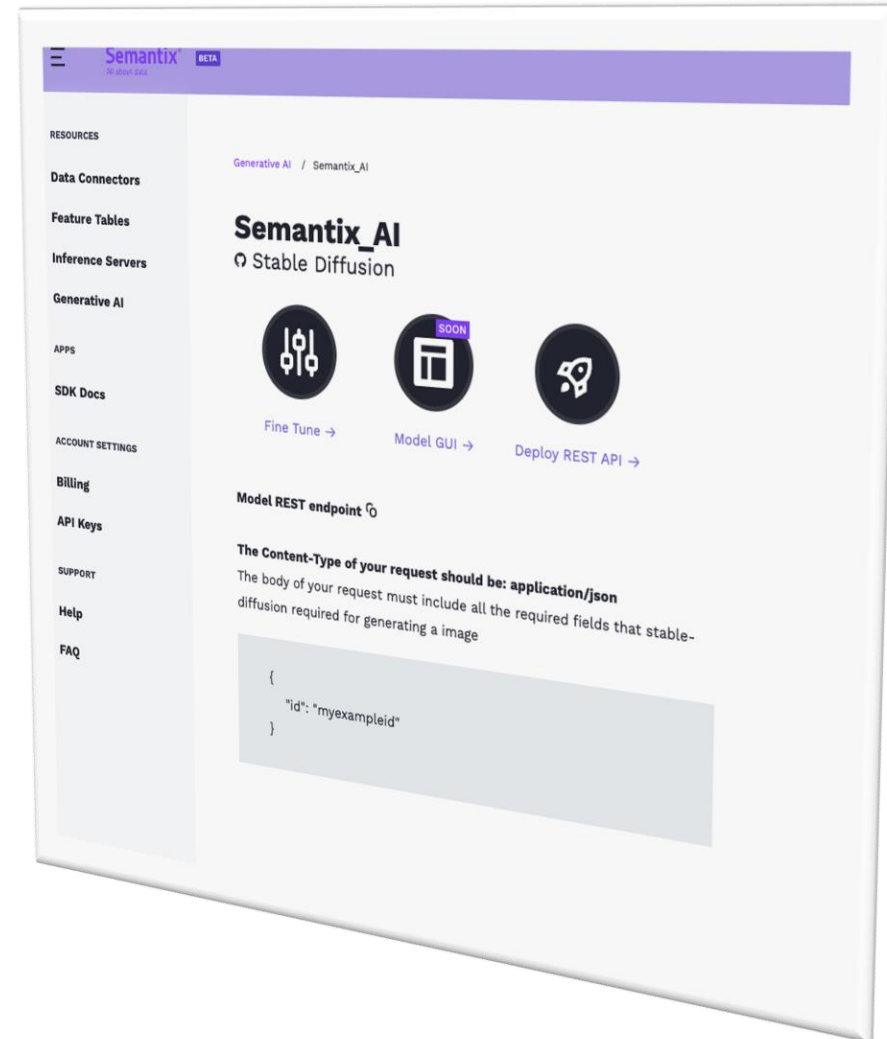 Semantix
BETA
All about data
RESOURCES
Data Connectors
Feature Tables
Inference Servers
Generative AI
APPS
SDK Docs
ACCOUNT SETTINGS
Billing
API Keys
SUPPORT
Help
FAQ
Generative AI / Semantix_AI
Semantix_AI
Stable Diffusion
SOON
Fine Tune →
Model GUI →
Deploy REST API →
Model REST endpoint
The Content-Type of your request should be: application/json
The body of your request must include all the required fields that stable-
diffusion required for generating a image
{
"id": "myexampleid"
}